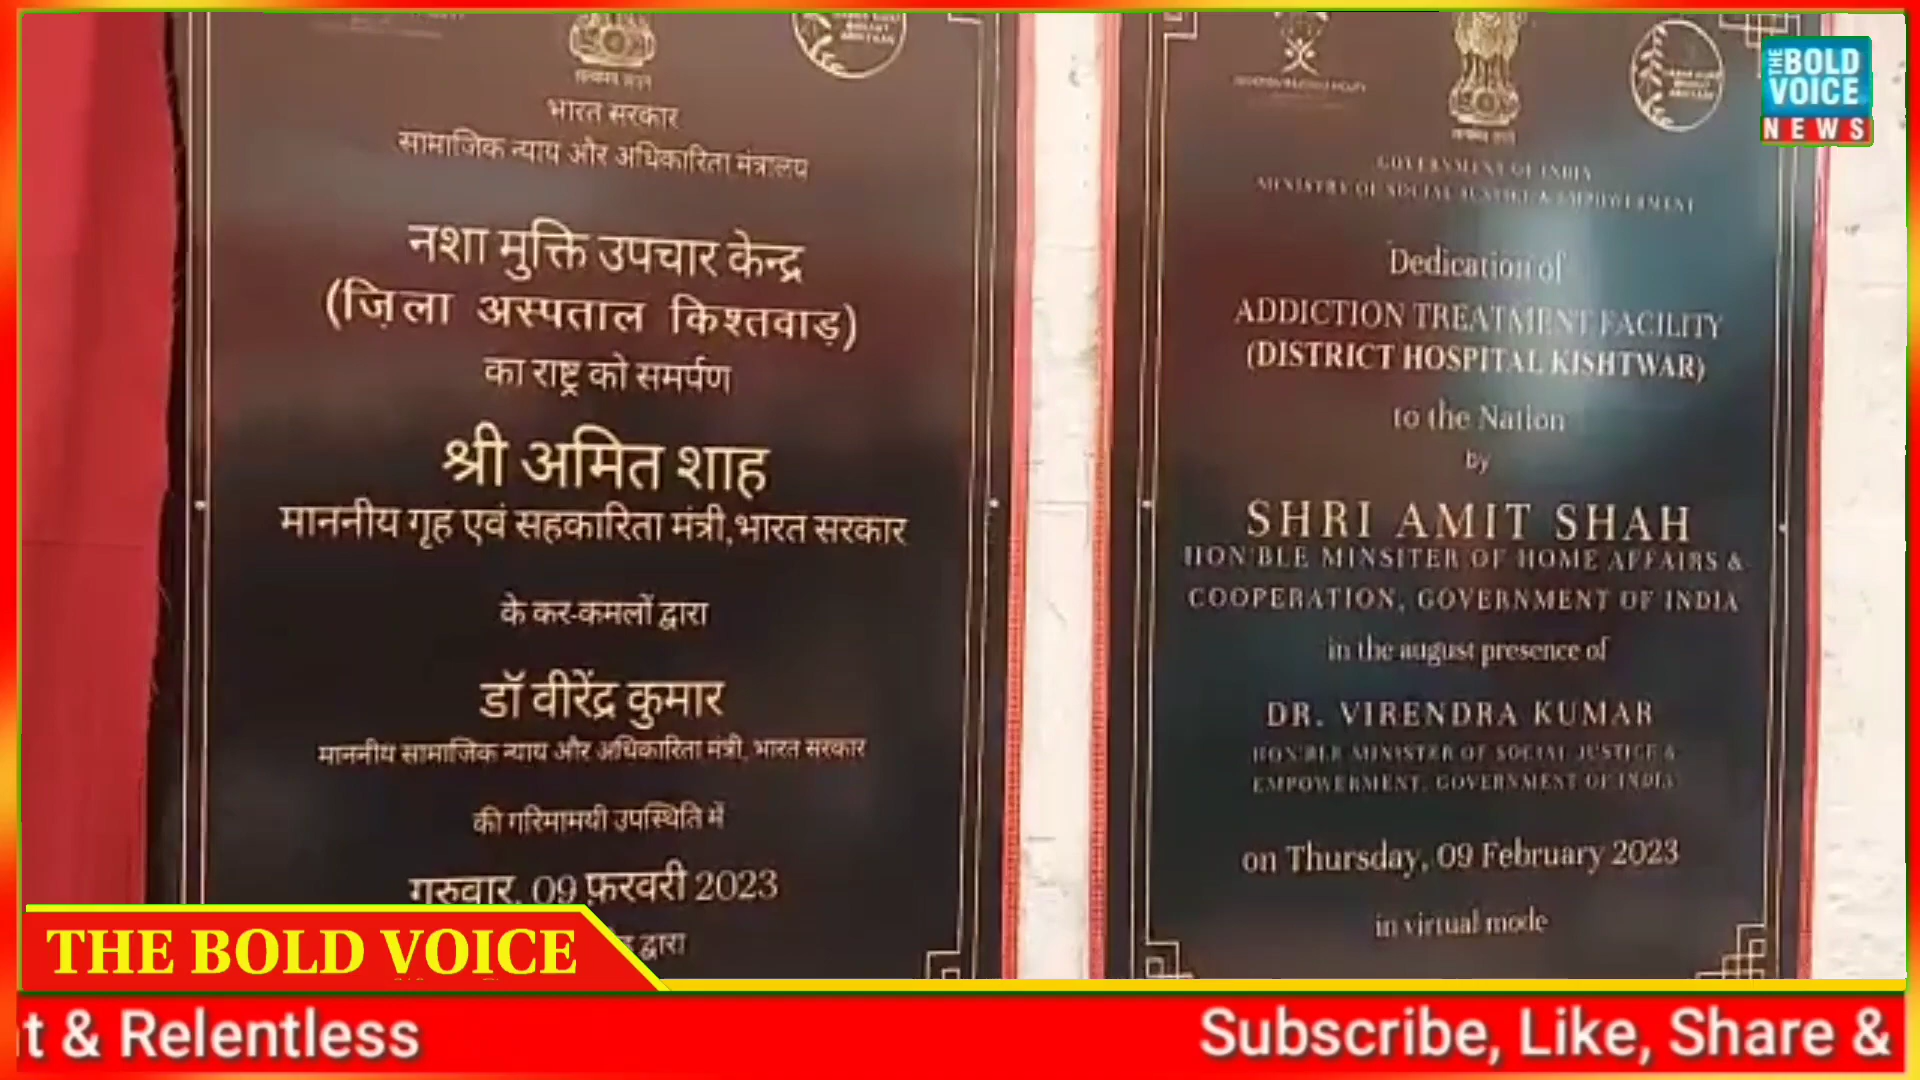 भारत सरकार
सामाजिक न्याय और अधिकारिता मंत्रालय
नशा मुक्ति उपचार केन्द्र
(ज़िला अस्पताल किश्तवाड़)
का राष्ट्र को समर्पण
श्री अमित शाह
माननीय गृह एवं सहकारिता मंत्री, भारत सरकार
के कर-कमलों द्वारा
डॉ वीरेंद्र कुमार
माननीय सामाजिक न्याय और अधिकारिता मंत्री, भारत सरकार
की गरिमामयी उपस्थिति में
गुरुवार, 09 फ़रवरी 2023
द्वारा
GOVERNMENT OF INDIA
MINISTRY OF SOCIAL JUSTICE & EMPOWERMENT
Dedication of
ADDICTION TREATMENT FACILITY
(DISTRICT HOSPITAL KISHTWAR)
to the Nation
by
SHRI AMIT SHAH
HON'BLE MINSITER OF HOME AFFAIRS &
COOPERATION, GOVERNMENT OF INDIA
in the august presence of
DR. VIRENDRA KUMAR
HON'BLE MINISTER OF SOCIAL JUSTICE &
EMPOWERMENT, GOVERNMENT OF INDIA
on Thursday, 09 February 2023
in virtual mode
THE BOLD VOICE NEWS
THE BOLD VOICE
t & Relentless
Subscribe, Like, Share &